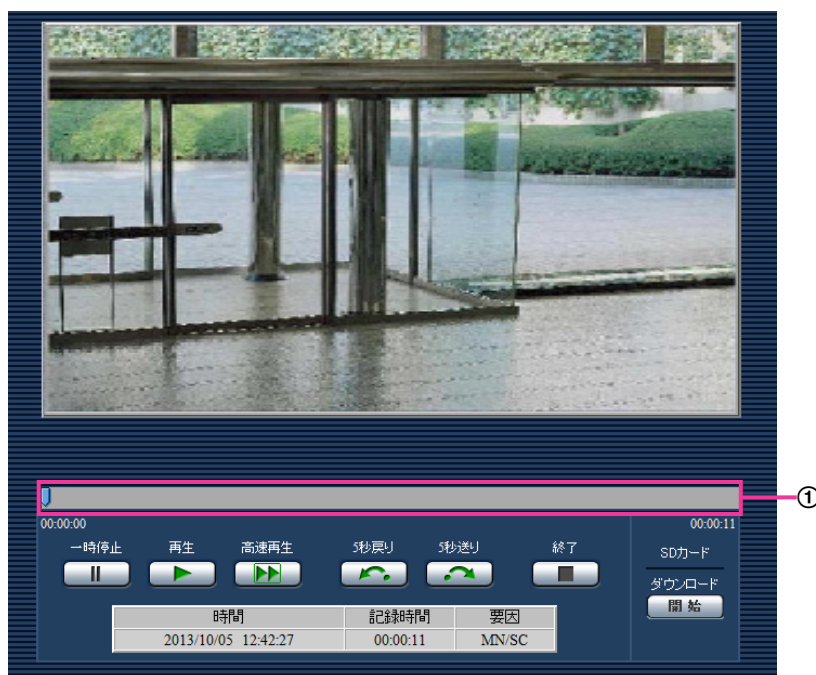 ①
00:00:00 00:00:11
一時停止 再生 高速再生 5秒戻り 5秒送り 終了 SDカード
ダウンロード
開始
時間 記録時間 要因
2013/10/05 12:42:27 00:00:11 MN/SC